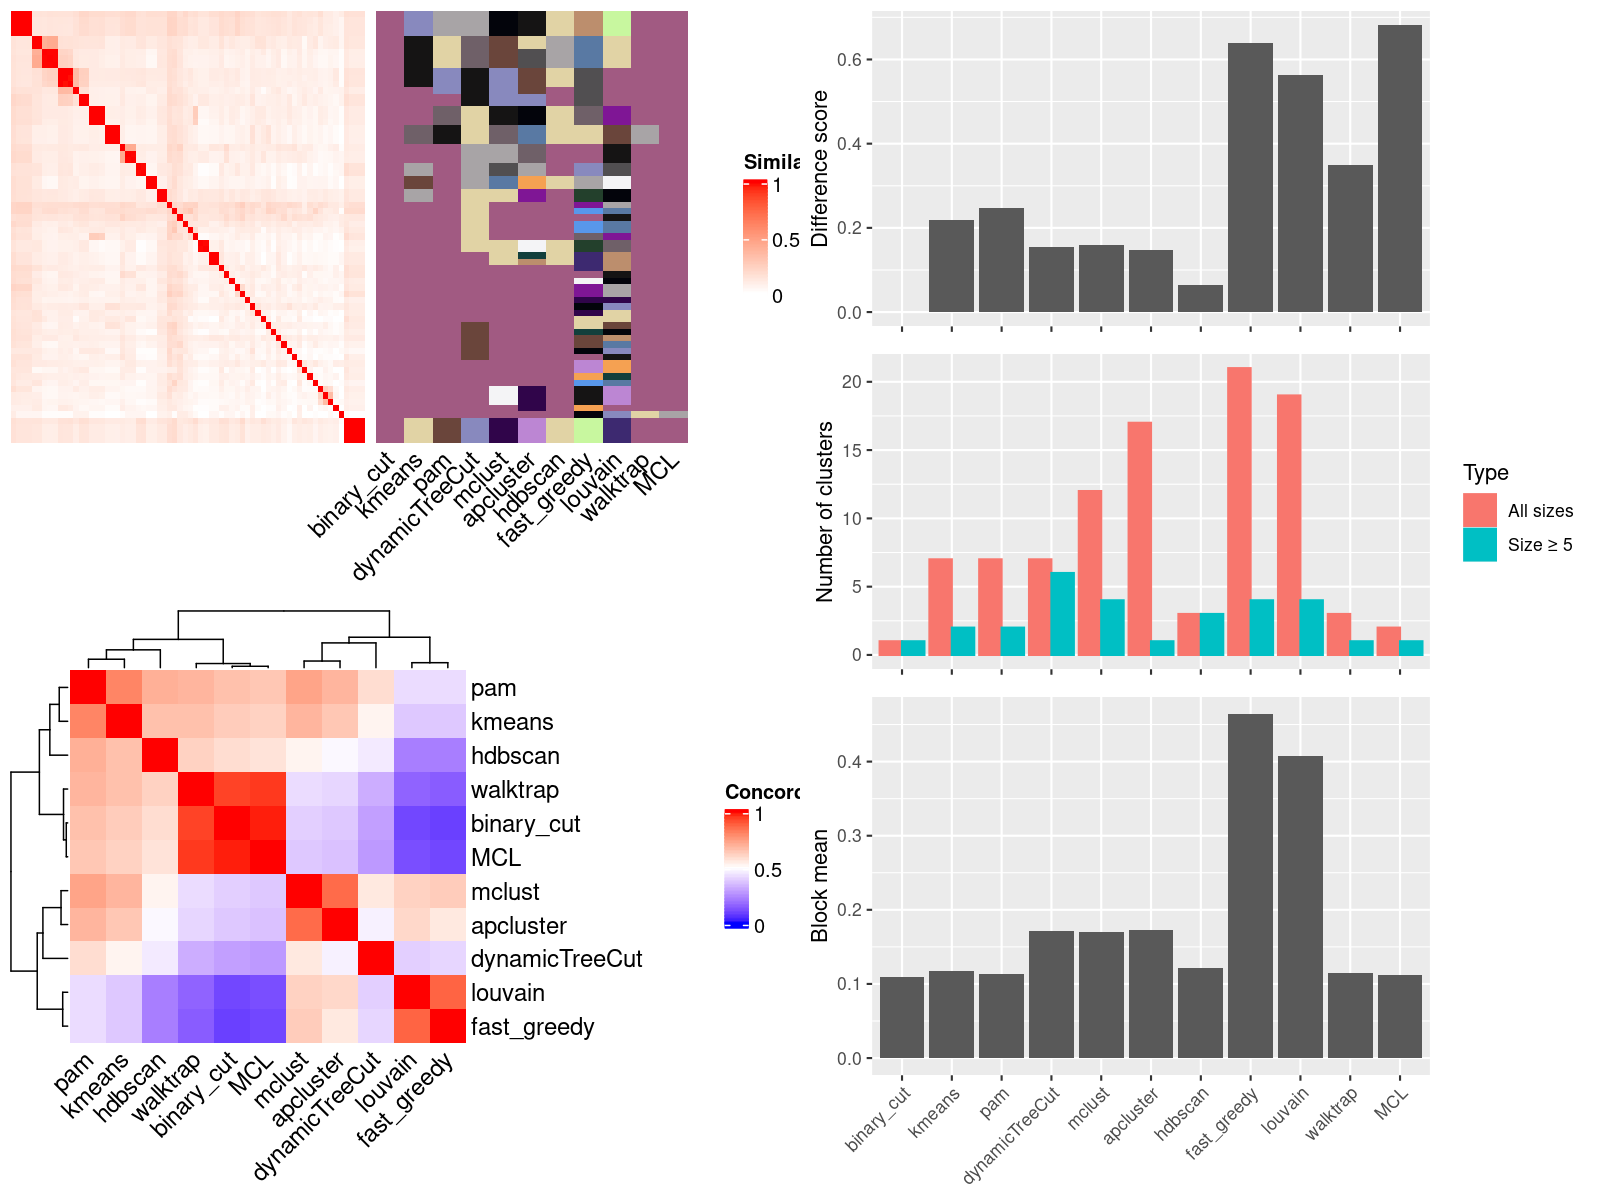 Simila
1
0.5
0
binary_cut
kmeans
pam
dynamicTreeCut
mclust
apcluster
hdbscan
fast_greedy
louvain
walktrap
MCL
Difference score
0.6
0.4
0.2
0.0
Number of clusters
20
15
10
5
0
Type
All sizes
Size ≥ 5
pam
kmeans
hdbscan
walktrap
binary_cut
MCL
mclust
apcluster
dynamicTreeCut
louvain
fast_greedy
pam
kmeans
hdbscan
walktrap
binary_cut
MCL
mclust
apcluster
dynamicTreeCut
louvain
fast_greedy
Concord
1
0.5
0
Block mean
0.4
0.3
0.2
0.1
0.0
binary_cut
kmeans
pam
dynamicTreeCut
mclust
apcluster
hdbscan
fast_greedy
louvain
walktrap
MCL